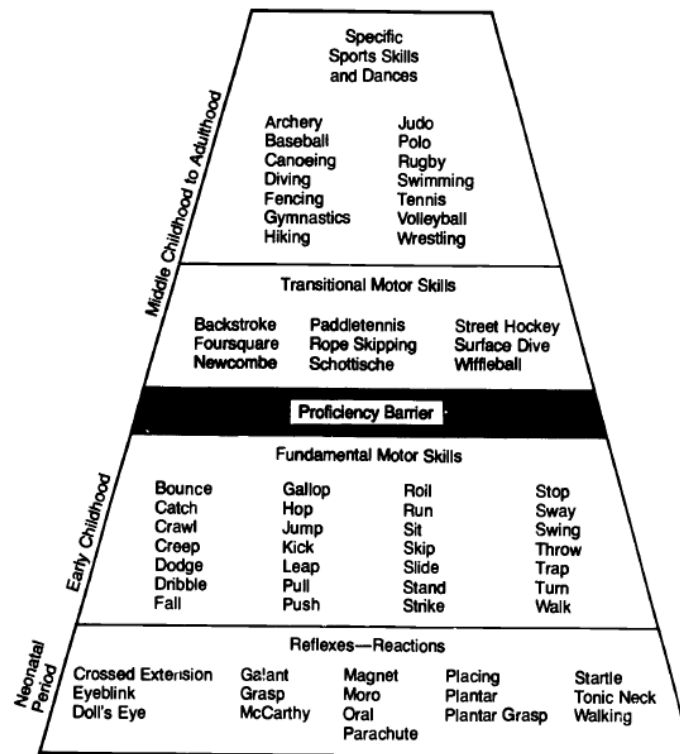 Specific
Sports Skills
and Dances
Archery Judo
Baseball Polo
Canoeing Rugby
Diving Swimming
Fencing Tennis
Gymnastics Volleyball
Hiking Wrestling
Middle Childhood to Adulthood
Transitional Motor Skills
Backstroke Paddletennis Street Hockey
Foursquare Rope Skipping Surface Dive
Newcombe Schottische Wiffleball
Proficiency Barrier
Fundamental Motor Skills
Bounce Gallop Roil Stop
Catch Hop Run Sway
Crawl Jump Sit Swing
Creep Kick Skip Throw
Dodge Leap Slide Trap
Dribble Pull Stand Turn
Fall Push Strike Walk
Early Childhood
Reflexes—Reactions
Crossed Extension Galant Magnet Placing Startle
Eyeblink Grasp Moro Plantar Tonic Neck
Doll's Eye McCarthy Oral Plantar Grasp Walking
Parachute
Neonatal
Period